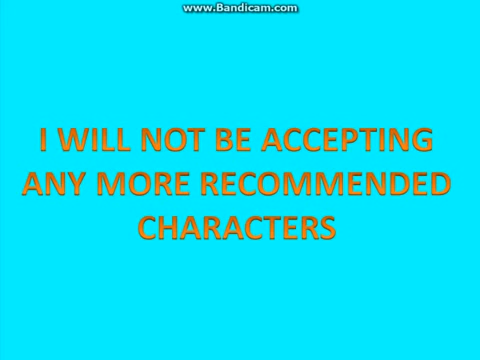 www.Bandicam.com
I WILL NOT BE ACCEPTING
ANY MORE RECOMMENDED
CHARACTERS